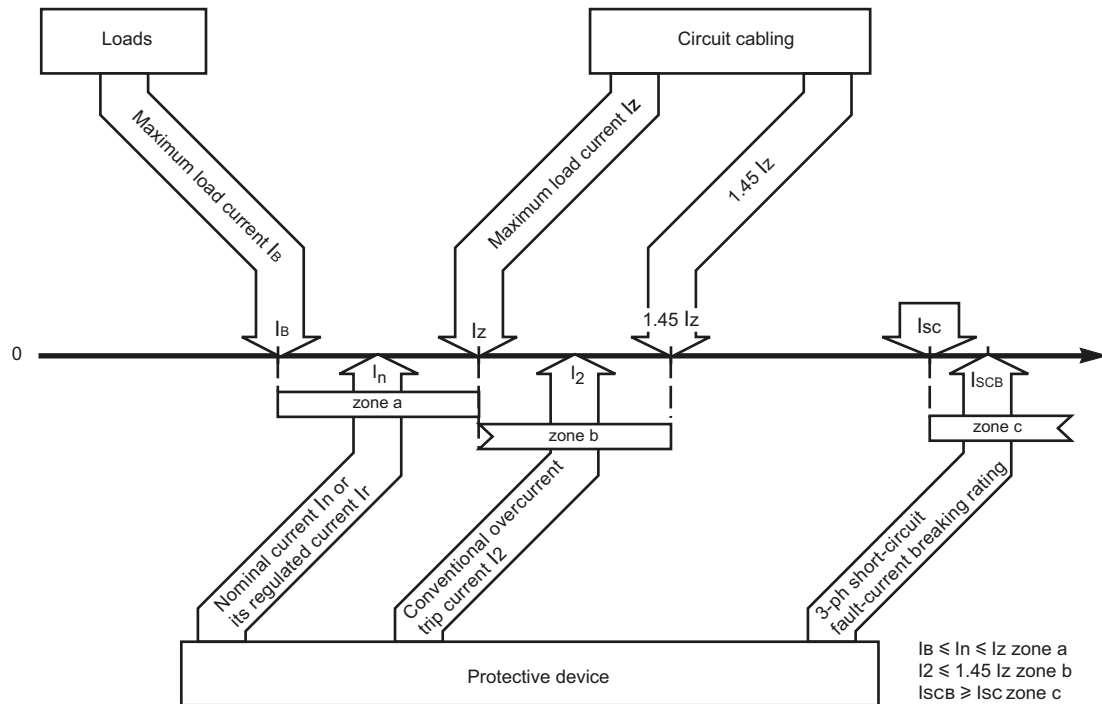 Loads
Circuit cabling
Maximum load current IB
Maximum load current Iz
1.45 Iz
IB
Iz
1.45 Iz
Isc
0
In
I2
ISCB
zone a
zone b
zone c
Nominal current In or
its regulated current Ir
Conventional overcurrent
trip current I2
3-ph short-circuit
fault-current breaking rating
Protective device
IB ⩽ In ⩽ Iz zone a
I2 ⩽ 1.45 Iz zone b
ISCB ⩾ ISC zone c